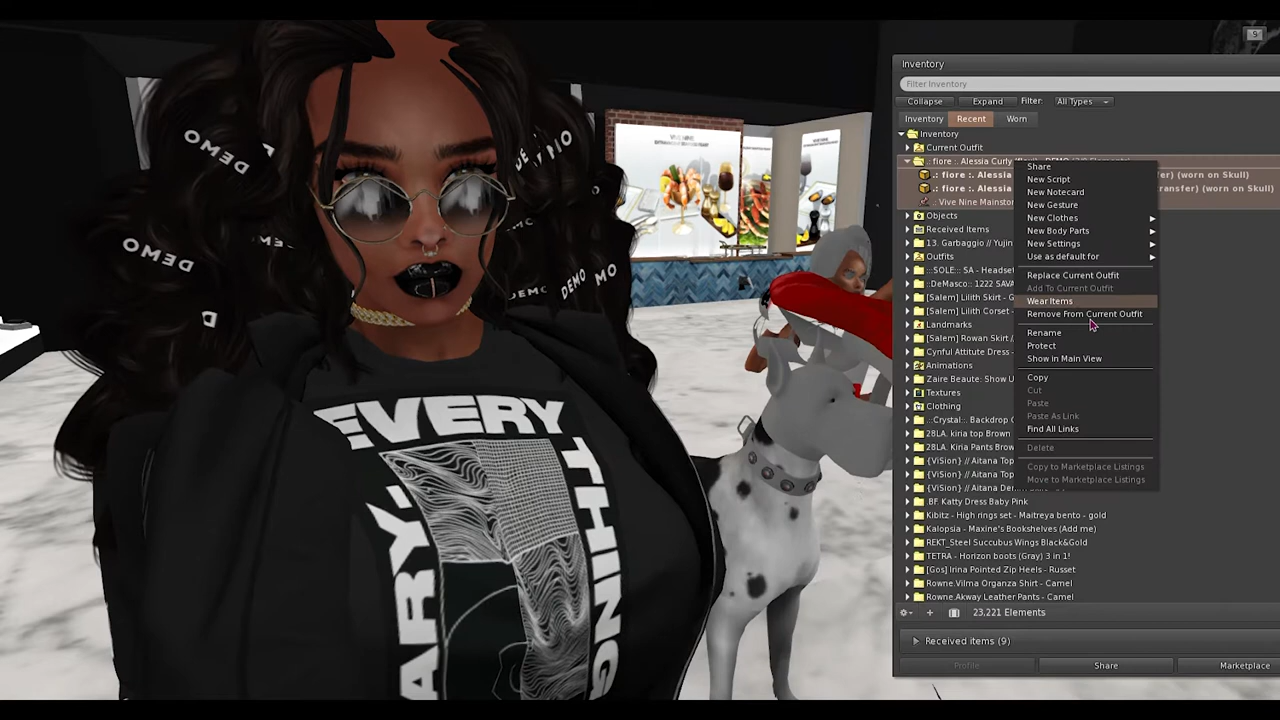 9
Inventory
Filter Inventory
Collapse Expand Filter: All Types
Inventory Recent Worn
Inventory
Current Outfit
.: fiore :. Alessia Curly
.: fiore :. Alessia
fer) (worn on Skull)
.: fiore :. Alessia
transfer) (worn on Skull)
.: Vive Nine Mainstor
Objects
Received Items
13. Garbaggio // Yujin
Outfits
:::SOLE::: SA - Headset
::DeMasco:: 1222 SAVA
[Salem] Lilith Skirt - G
[Salem] Lilith Corset -
Landmarks
[Salem] Rowan Skirt /
Cynful Attitude Dress -
Animations
Zaire Beaute: Show U
Textures
Clothing
.::Crystal:: Backdrop
28LA. kiria top Brown
28LA. kiria Pants Brow
{ViSion} // Aitana Top
{ViSion} // Aitana Top
{ViSion} // Aitana De
.BF. Katty Dress Baby Pink
Kibitz - High rings set - Maitreya bento - gold
Kalopsia - Maxine's Bookshelves (Add me)
REKT_Steel Succubus Wings Black&Gold
TETRA - Horizon boots (Gray) 3 in 1!
[Gos] Irina Pointed Zip Heels - Russet
Rowne.Vilma Organza Shirt - Camel
Rowne.Akway Leather Pants - Camel
23,221 Elements
Received items (9)
Profile Share Marketplace
Share
New Script
New Notecard
New Gesture
New Clothes
New Body Parts
New Settings
Use as default for
Replace Current Outfit
Add To Current Outfit
Wear Items
Remove From Current Outfit
Rename
Protect
Show in Main View
Copy
Cut
Paste
Paste As Link
Find All Links
Delete
Copy to Marketplace Listings
Move to Marketplace Listings
DEMO
DEMO
DEMO
DEMO
DEMO
MO
D
EVERY
THING
ARY.